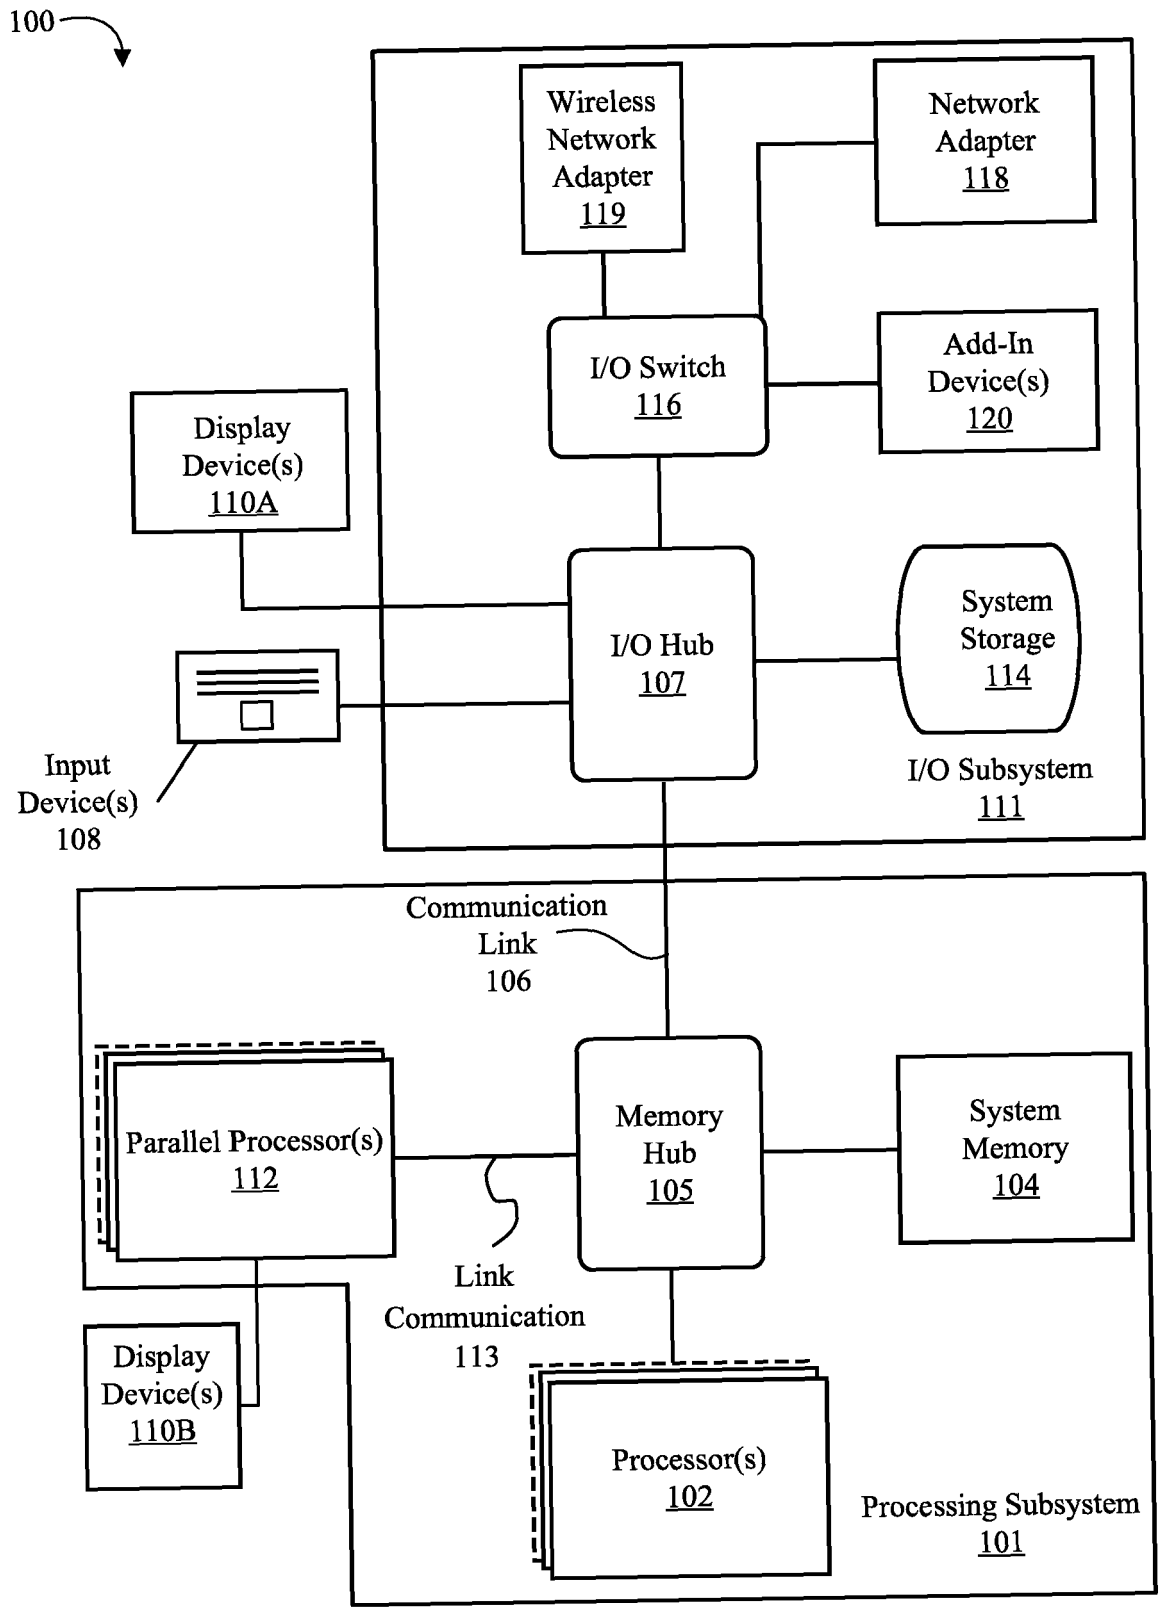 100
Wireless
Network
Adapter
119
Network
Adapter
118
I/O Switch
116
Add-In
Device(s)
120
Display
Device(s)
110A
I/O Hub
107
System
Storage
114
Input
Device(s)
108
I/O Subsystem
111
Communication
Link
106
Parallel Processor(s)
112
Memory
Hub
105
System
Memory
104
Link
Communication
113
Display
Device(s)
110B
Processor(s)
102
Processing Subsystem
101